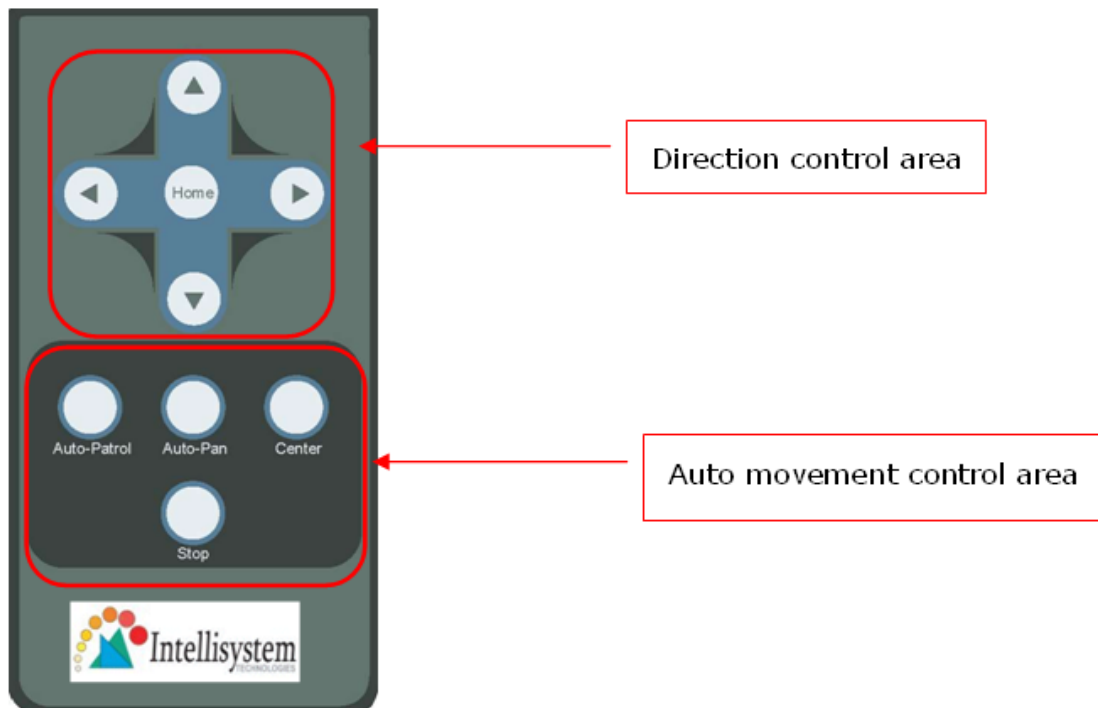 Direction control area
Home
Auto-Patrol Auto-Pan Center
Auto movement control area
Stop
Intellisystem
TECHNOLOGIES